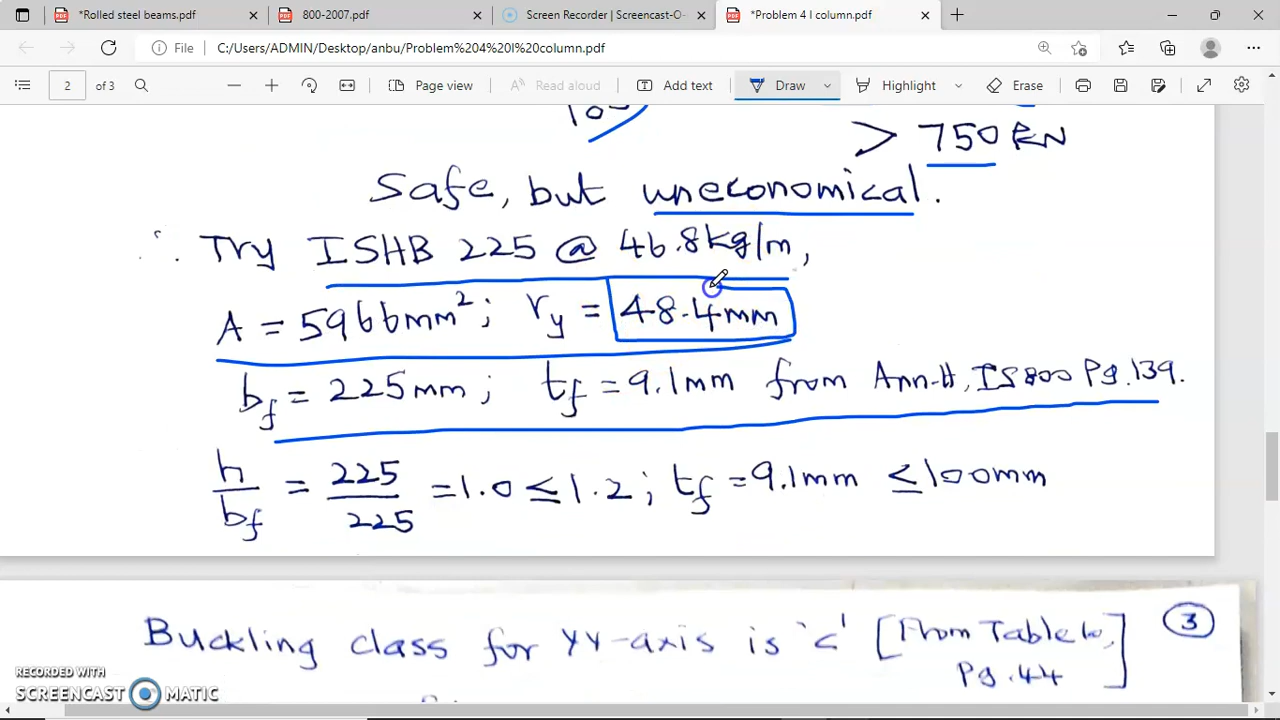 *Rolled steel beams.pdf
800-2007.pdf
Screen Recorder | Screencast-O-
*Problem 4 I column.pdf
File
C:/Users/ADMIN/Desktop/anbu/Problem%204%20I%20column.pdf
2
of 3
Page view
Read aloud
Add text
Draw
Highlight
Erase
> 750 KN
Safe, but uneconomical.
∴ Try ISHB 225 @ 46.8kg/m,
A = 5966mm²; ry = 48.4mm
bf = 225mm; tf = 9.1mm from Ann-H, IS800 Pg.139.
h/bf = 225/225 = 1.0 ≤ 1.2; tf = 9.1mm ≤ 100mm
Buckling class for YY-axis is 'c' [From Table 10, Pg.44]
3
RECORDED WITH
SCREENCAST O MATIC